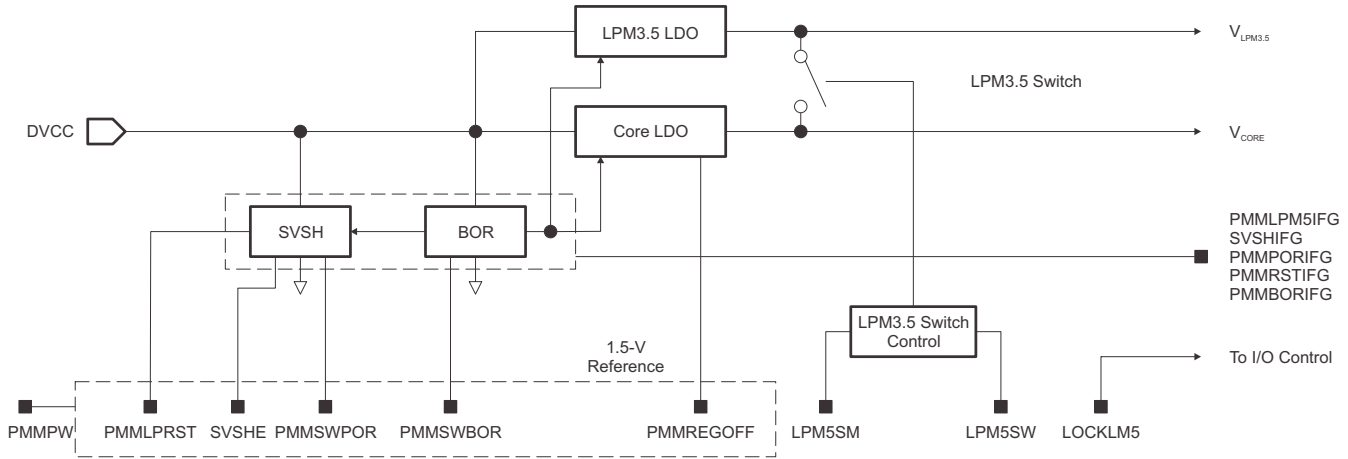 LPM3.5 LDO
V_LPM3.5
LPM3.5 Switch
DVCC
Core LDO
V_CORE
SVSH
BOR
PMMLPM5IFG
SVSHIFG
PMMPORIFG
PMMRSTIFG
PMMBORIFG
LPM3.5 Switch
Control
1.5-V
Reference
To I/O Control
PMMPW
PMMLPRST
SVSHE
PMMSWPOR
PMMSWBOR
PMMREGOFF
LPM5SM
LPM5SW
LOCKLM5